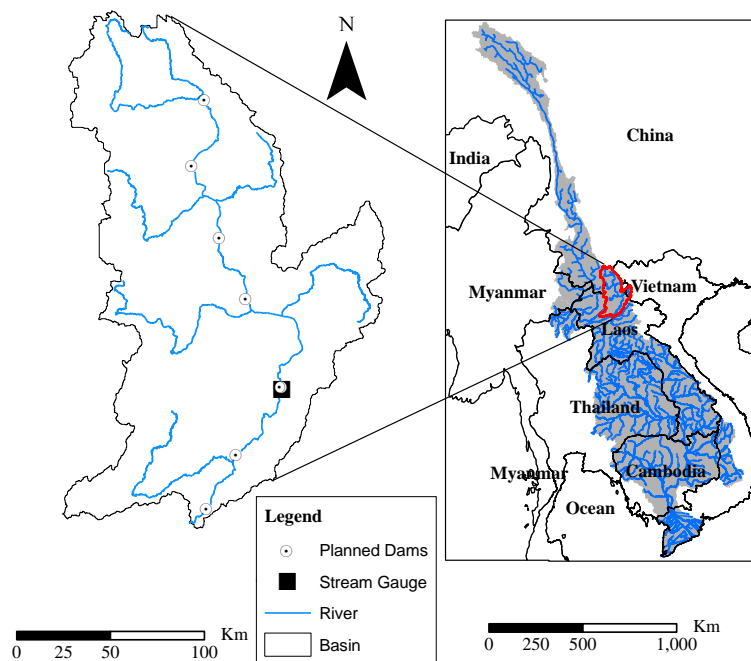 N
China
India
Vietnam
Myanmar
Laos
Thailand
Myanmar
Cambodia
Ocean
Legend
Planned Dams
Stream Gauge
River
Basin
Km
0 25 50 100
Km
0 250 500 1,000